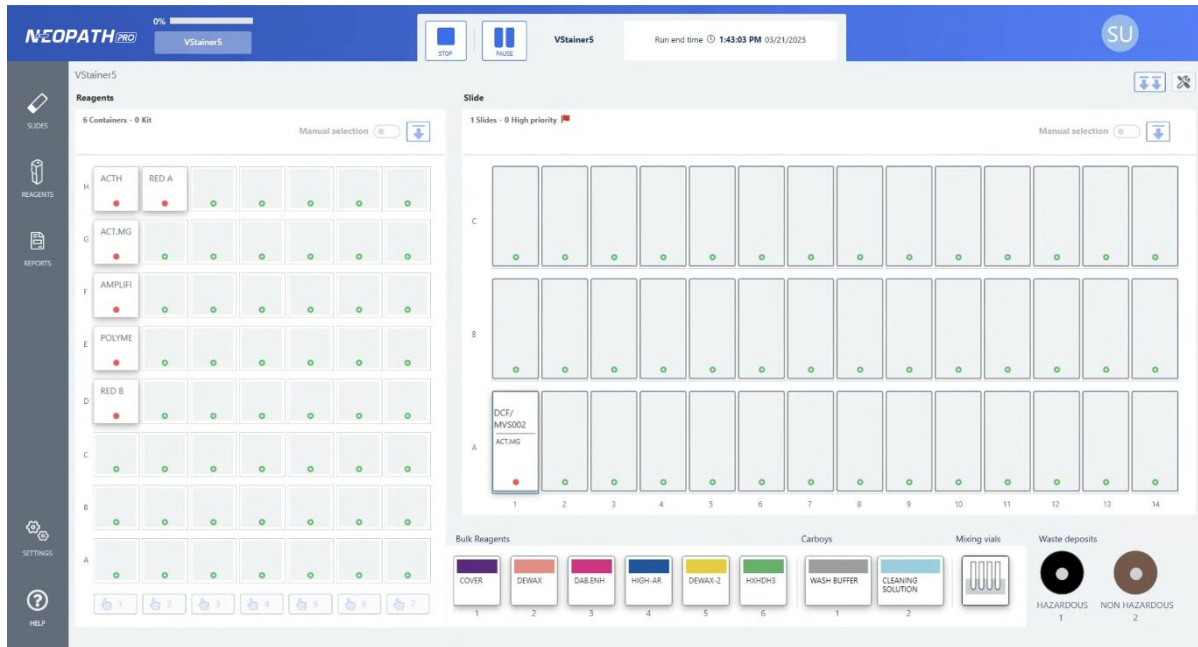 NEOPATH PRO
0%
VStainer5
STOP
PAUSE
VStainer5
Run end time 1:43:03 PM 03/21/2025
SU
SLIDES
REAGENTS
REPORTS
SETTINGS
HELP
VStainer5
Reagents
6 Containers - 0 Kit
Manual selection
H
ACTH
RED A
G
ACT.MG
F
AMPLIFI
E
POLYME
D
RED B
C
B
A
1 2 3 4 5 6 7
Slide
1 Slides - 0 High priority
Manual selection
C
B
A
DCF/
MVS002
ACT.MG
1 2 3 4 5 6 7 8 9 10 11 12 13 14
Bulk Reagents
COVER
DEWAX
DAB.ENH
HIGH-AR
DEWAX-2
HXHDH3
1 2 3 4 5 6
Carboys
WASH BUFFER
CLEANING
SOLUTION
1 2
Mixing vials
Waste deposits
HAZARDOUS
1
NON HAZARDOUS
2